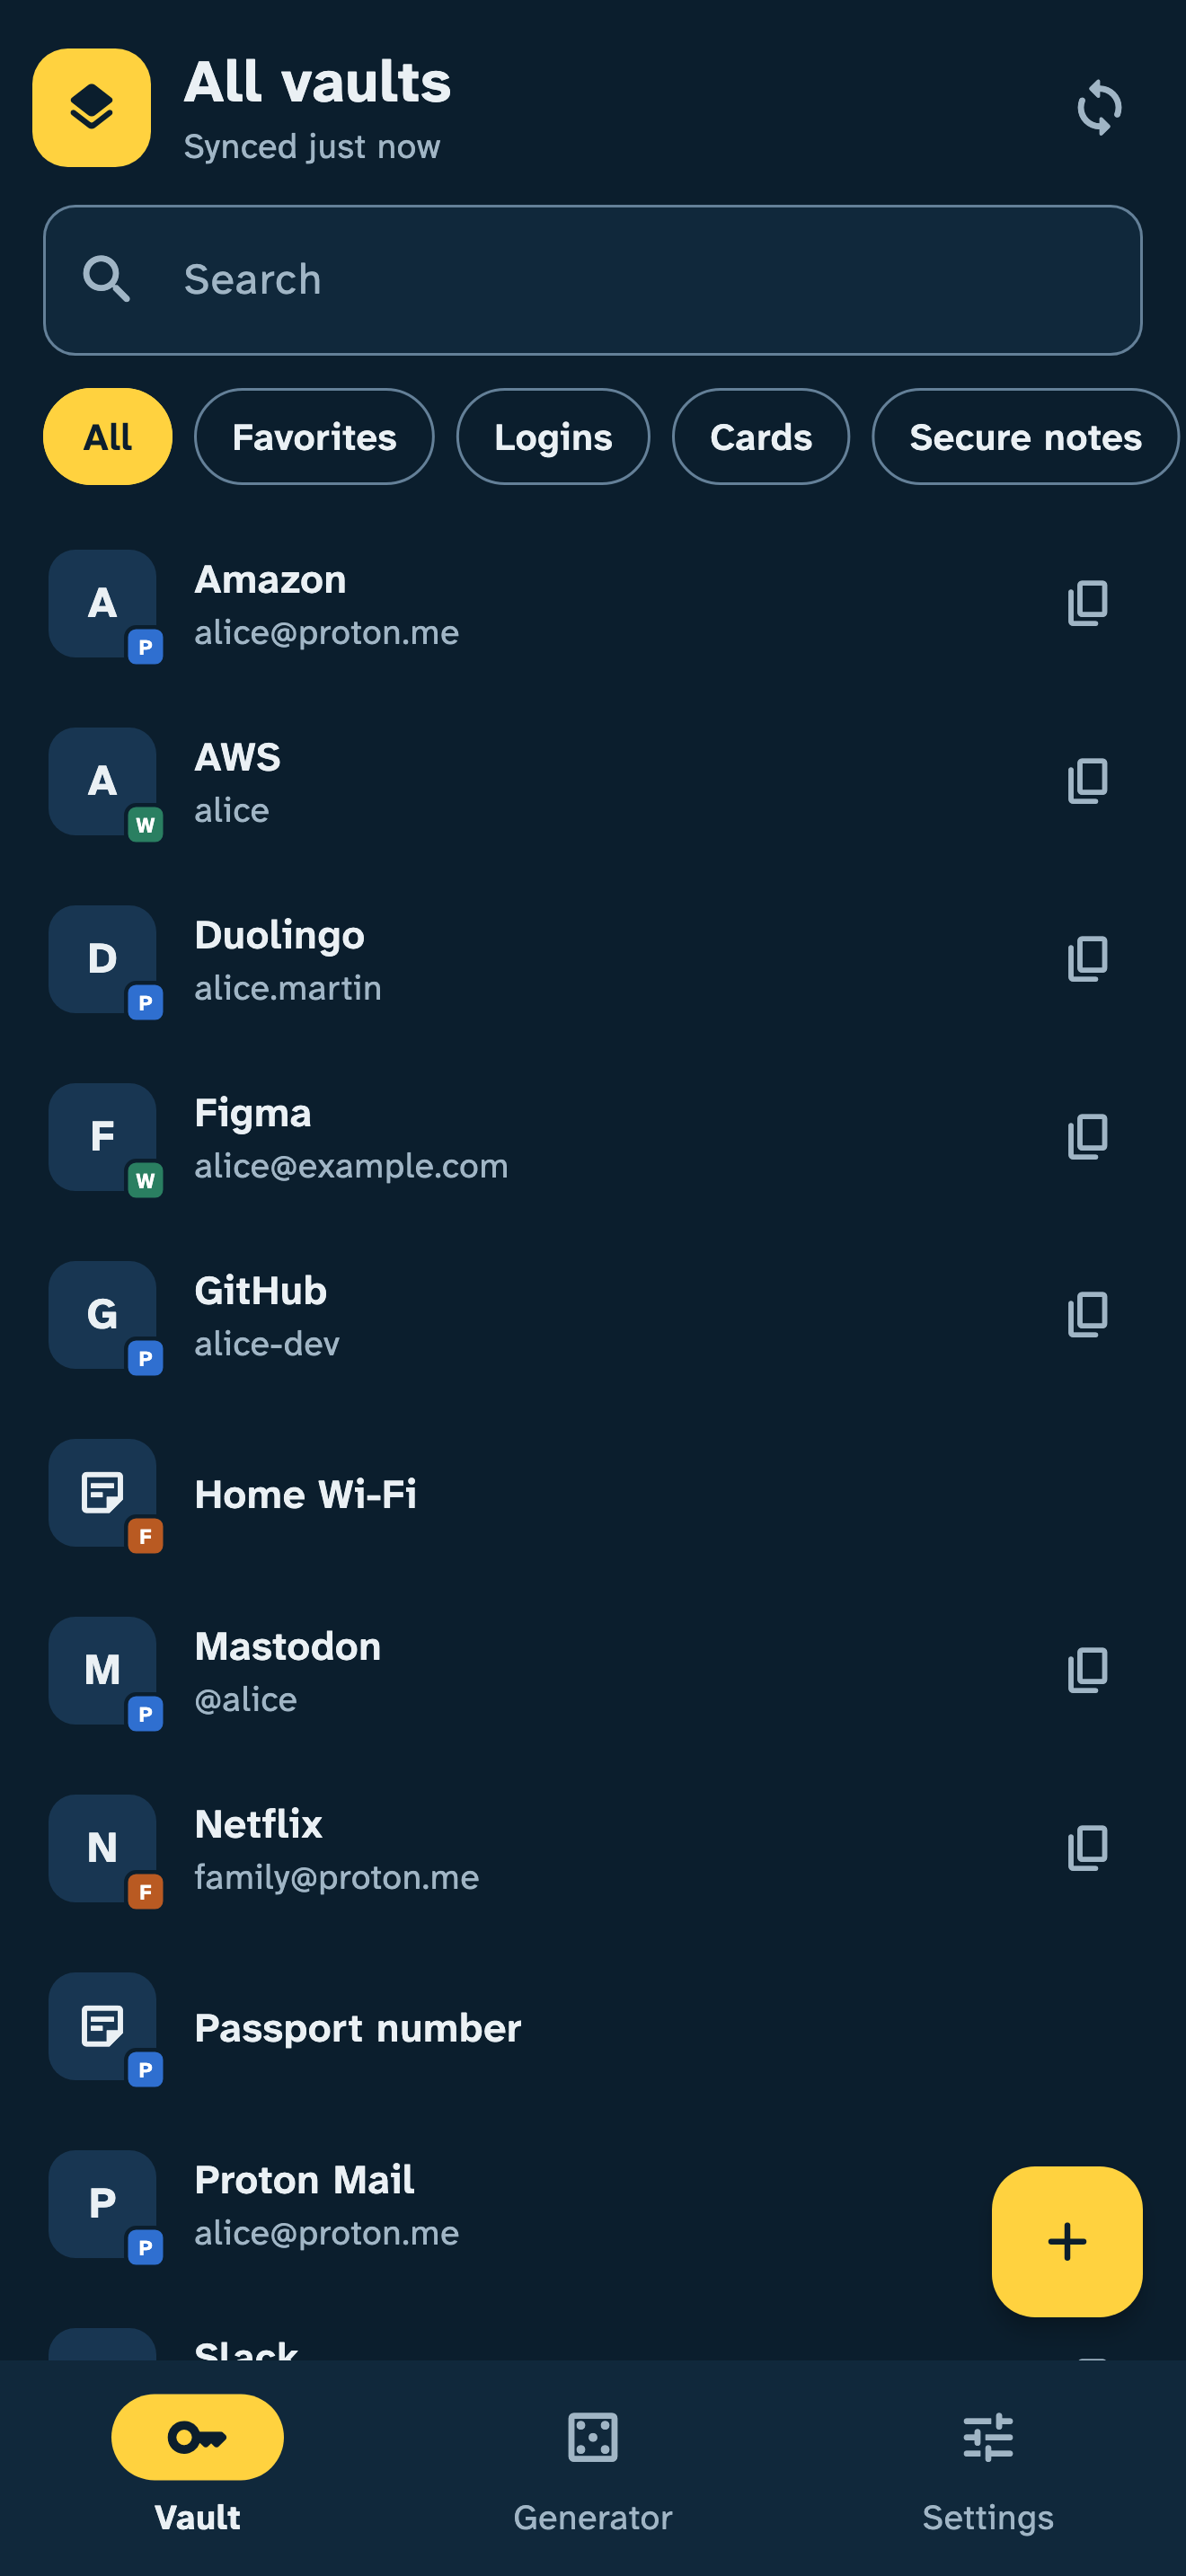 All vaults
Synced just now
Search
All Favorites Logins Cards Secure notes
A
P
Amazon
alice@proton.me
A
W
AWS
alice
D
P
Duolingo
alice.martin
F
W
Figma
alice@example.com
G
P
GitHub
alice-dev
F
Home Wi-Fi
M
P
Mastodon
@alice
N
F
Netflix
family@proton.me
P
Passport number
P
P
Proton Mail
alice@proton.me
Slack
Vault Generator Settings